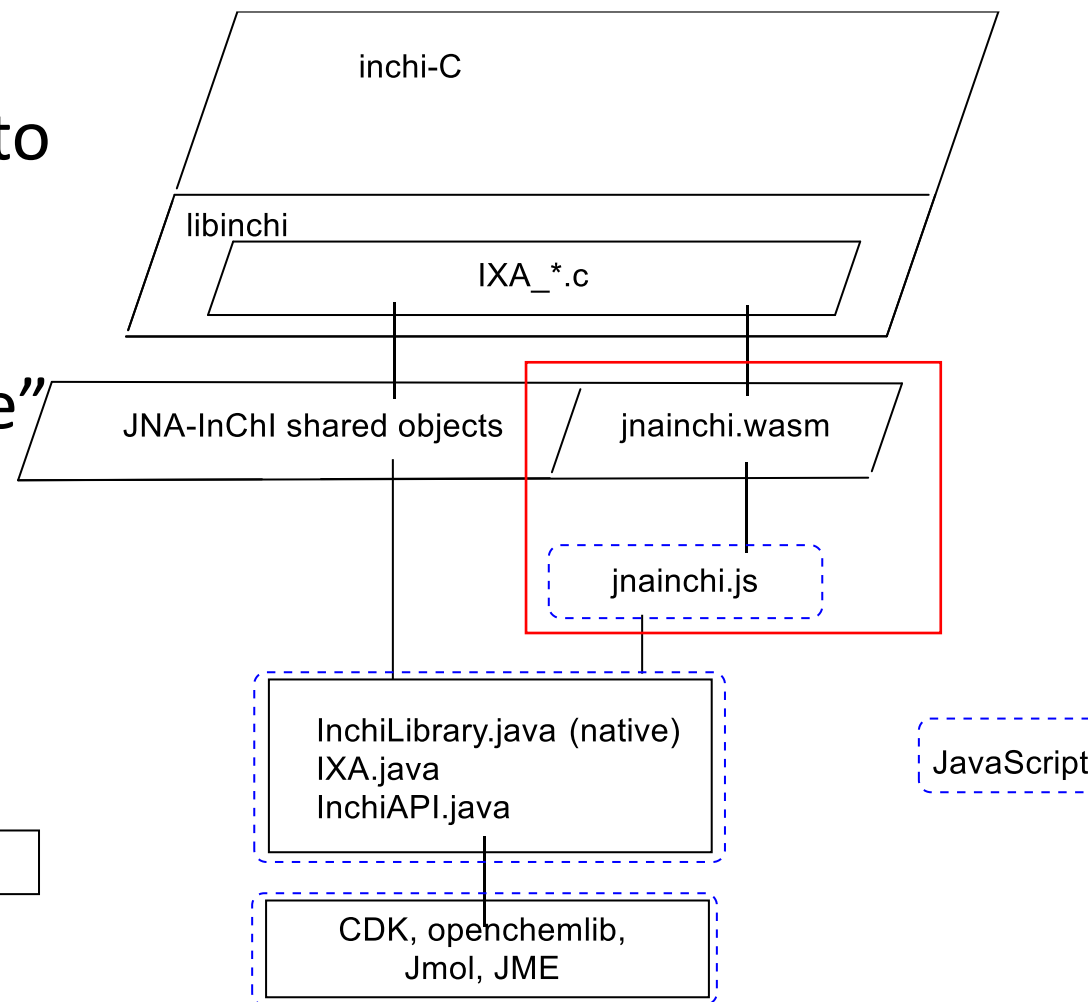 inchi-C
to
libinchi
IXA_*.c
e”
JNA-InChI shared objects
jnainchi.wasm
jnainchi.js
InchiLibrary.java (native)
IXA.java
InchiAPI.java
JavaScript
CDK, openchemlib,
Jmol, JME